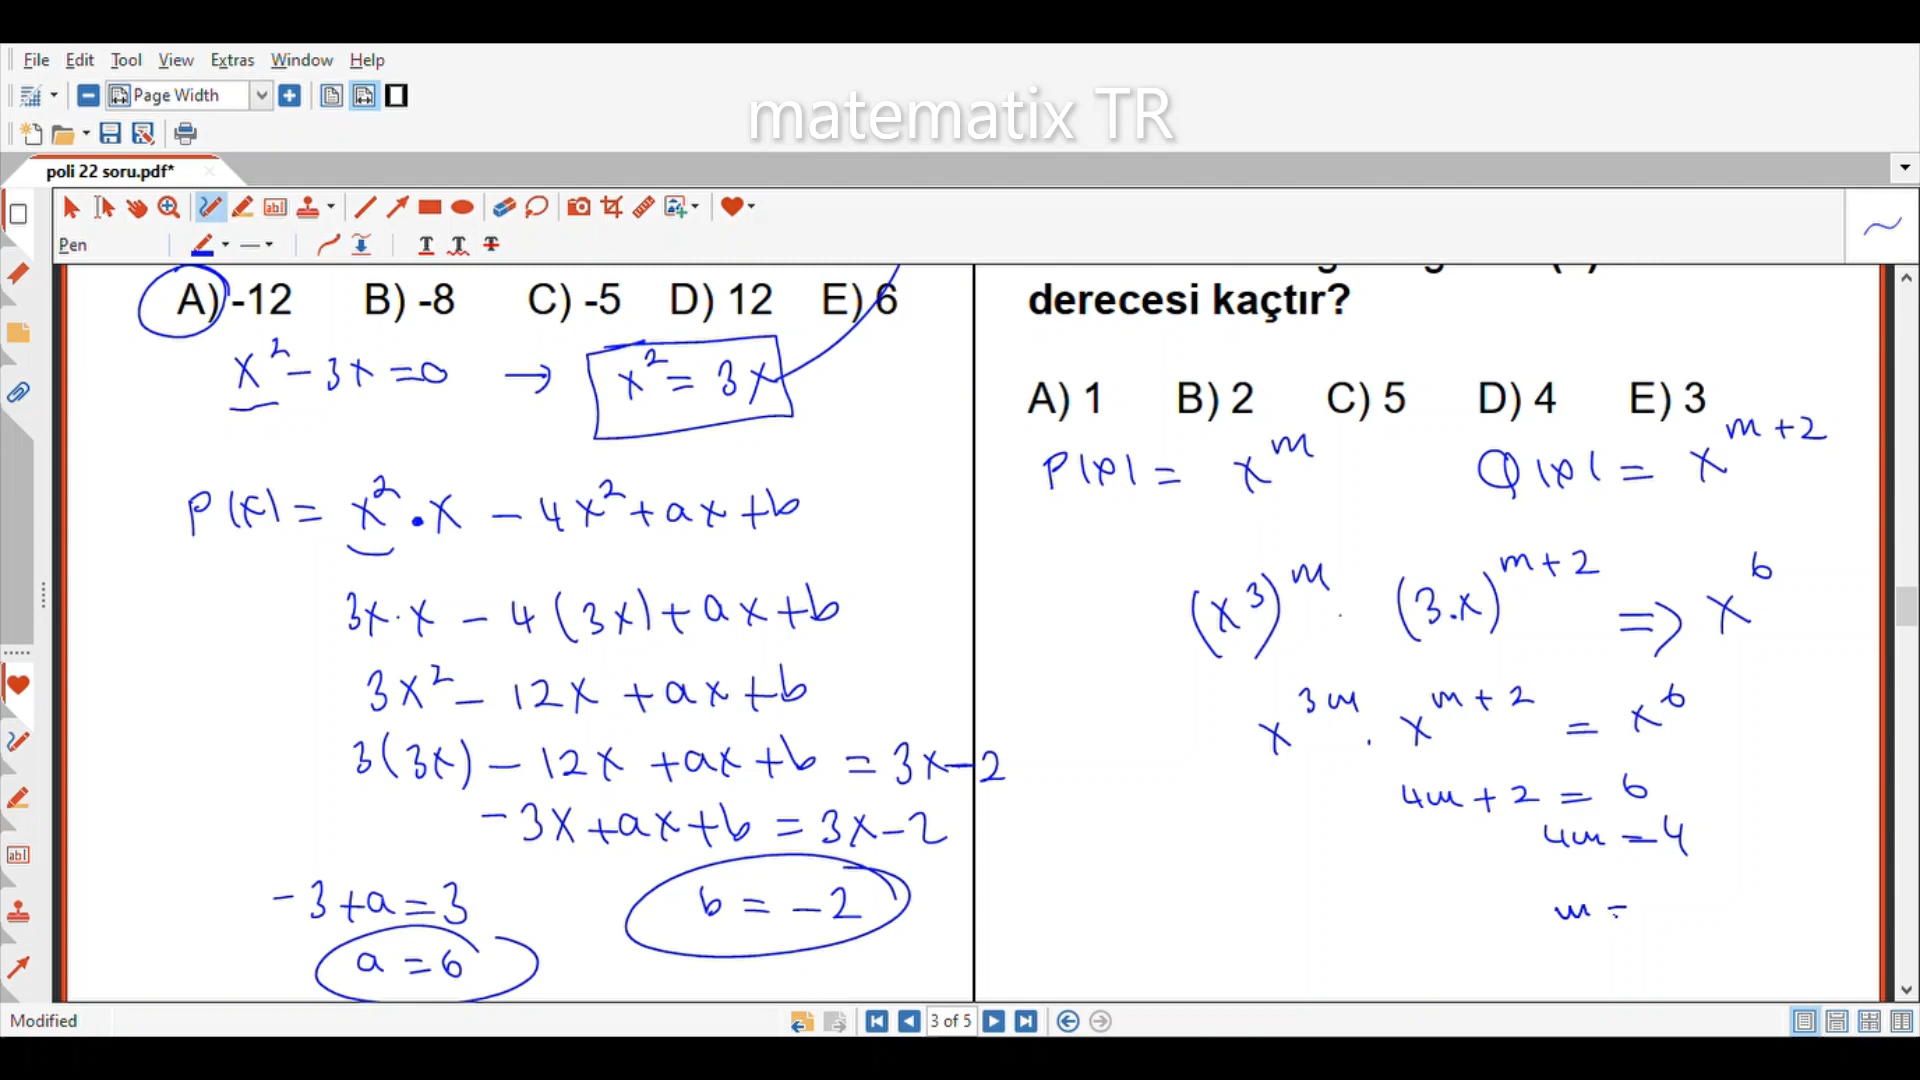 File Edit Tool View Extras Window Help
Page Width
matematix TR
poli 22 soru.pdf*
Pen
A) -12 B) -8 C) -5 D) 12 E) 6
x² - 3x = 0 → x² = 3x
P(x) = x² . x - 4x² + ax + b
3x . x - 4(3x) + ax + b
3x² - 12x + ax + b
3(3x) - 12x + ax + b = 3x - 2
-3x + ax + b = 3x - 2
-3 + a = 3
b = -2
a = 6
derecesi kaçtır?
A) 1 B) 2 C) 5 D) 4 E) 3
P(x) = x^m Q(x) = x^(m+2)
(x³)^m . (3.x)^(m+2) ⇒ x^6
x^(3m) . x^(m+2) = x^6
4m + 2 = 6
4m = 4
m =
Modified
3 of 5